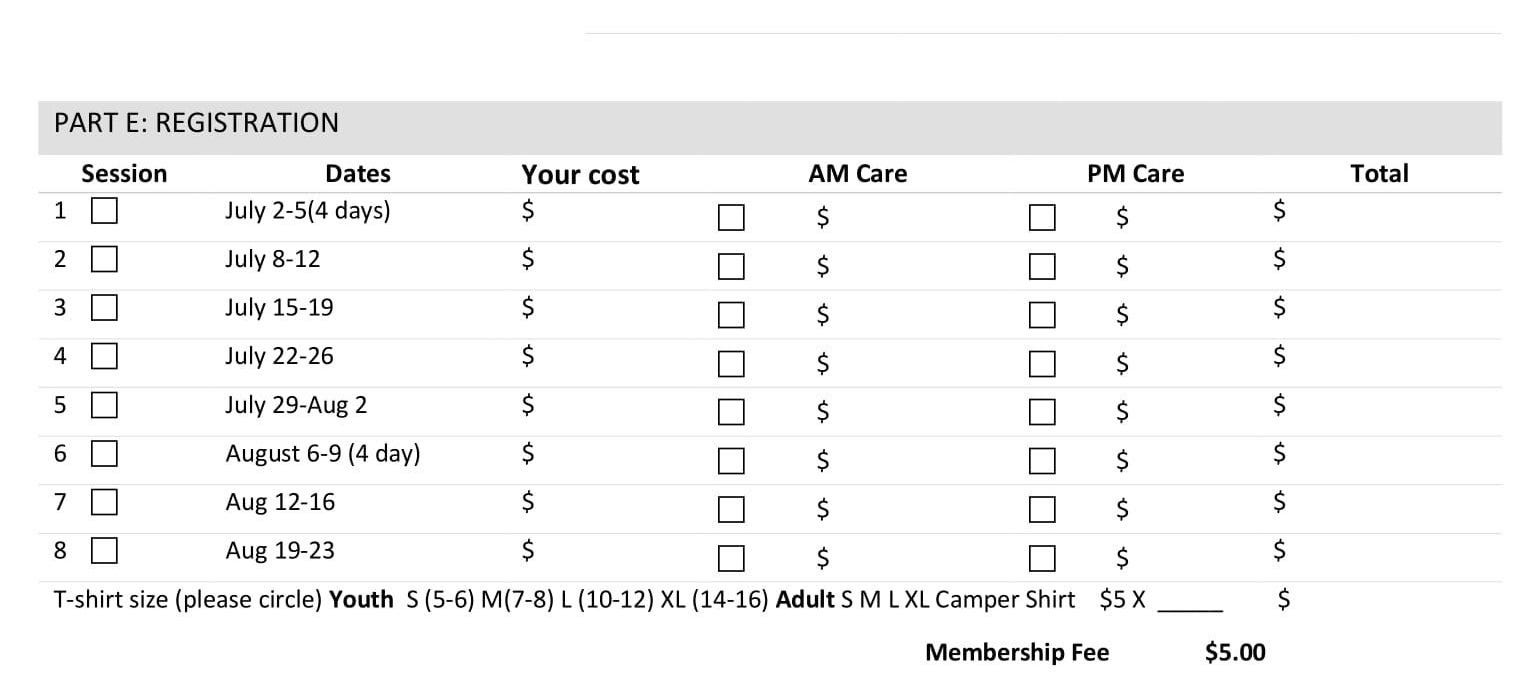 PART E: REGISTRATION
Session Dates Your cost AM Care PM Care Total
1 July 2-5(4 days) $ $ $ $
2 July 8-12 $ $ $ $
3 July 15-19 $ $ $ $
4 July 22-26 $ $ $ $
5 July 29-Aug 2 $ $ $ $
6 August 6-9 (4 day) $ $ $ $
7 Aug 12-16 $ $ $ $
8 Aug 19-23 $ $ $ $
T-shirt size (please circle) Youth S (5-6) M(7-8) L (10-12) XL (14-16) Adult S M L XL Camper Shirt $5 X _____ $
Membership Fee $5.00